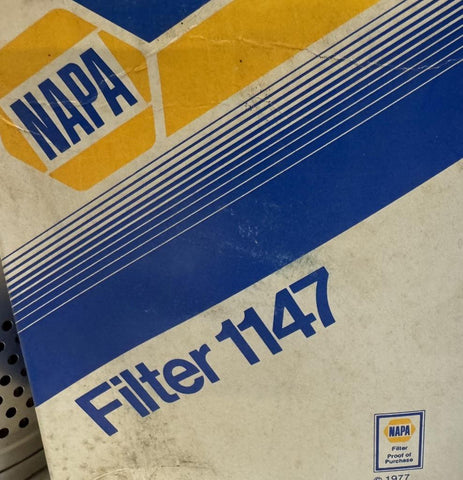 NAPA
Filter 1147
NAPA
Filter
Proof of
Purchase
© 1977